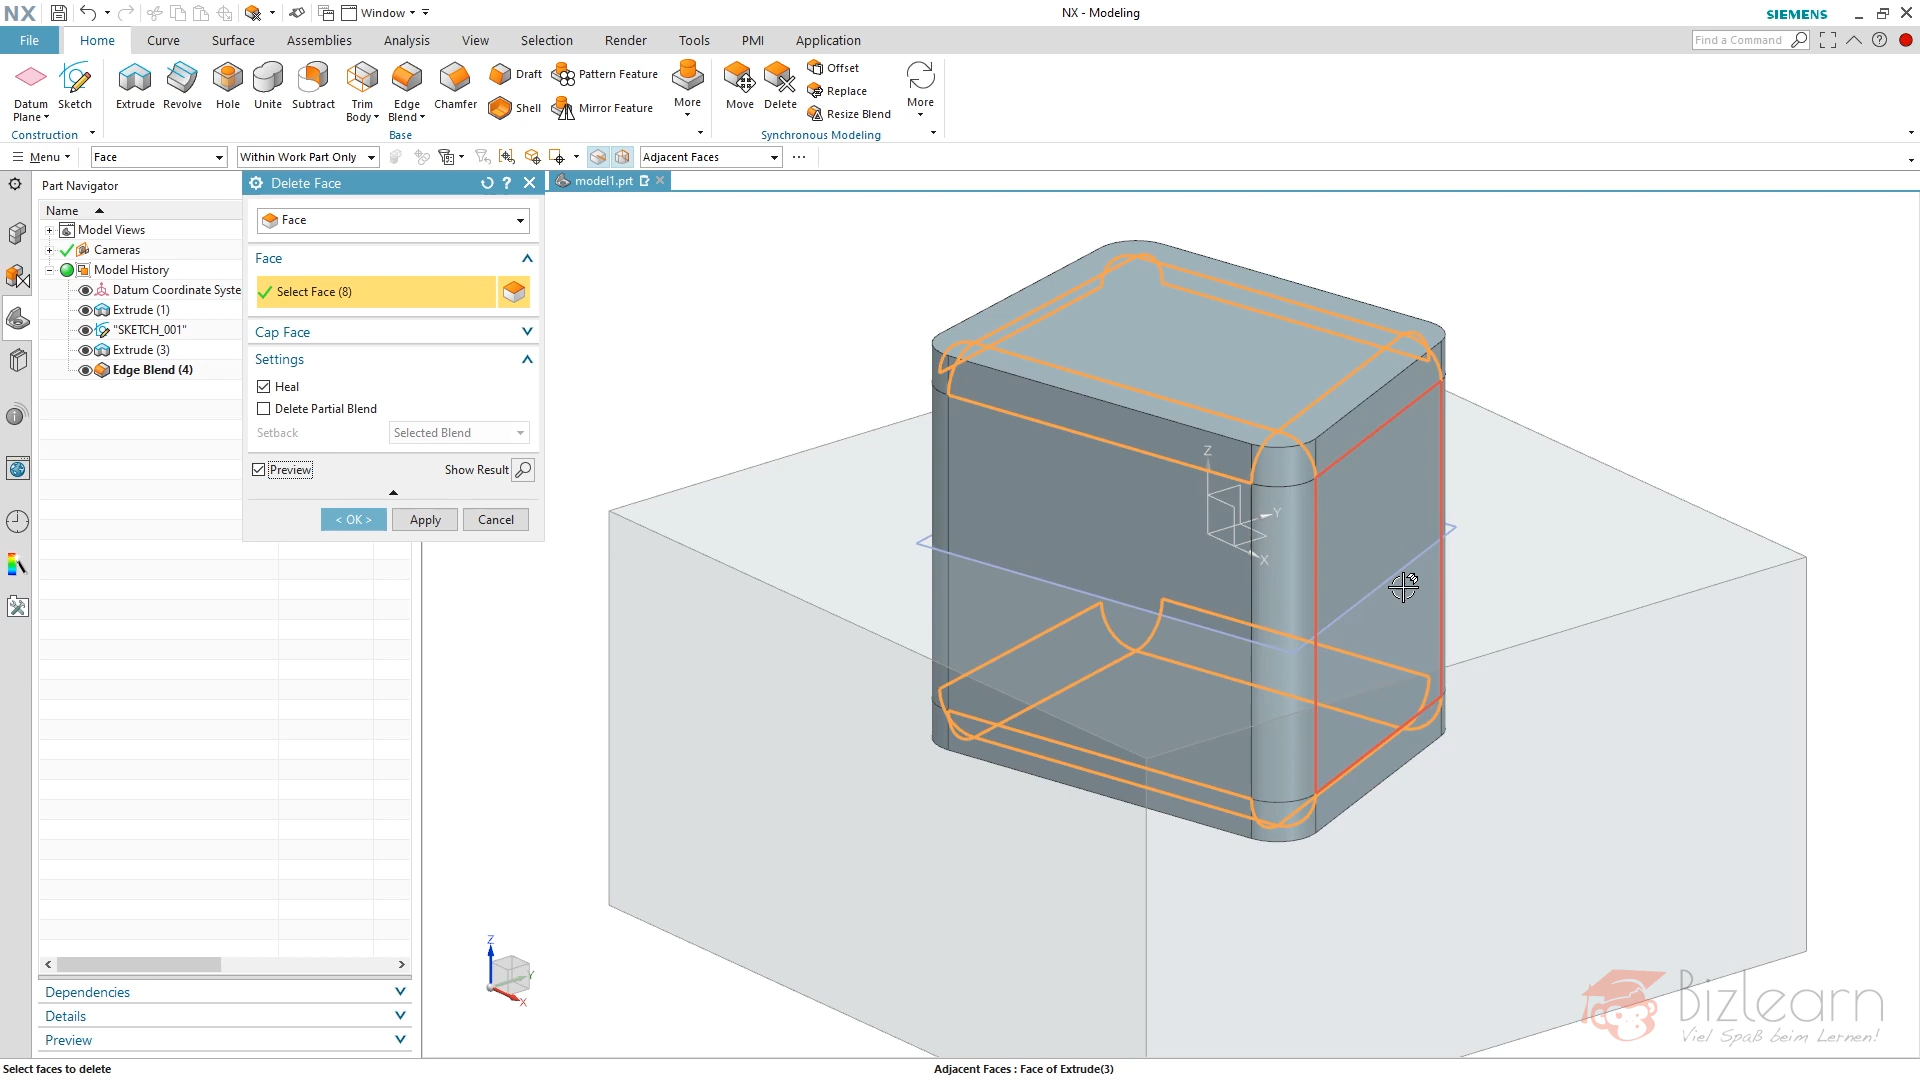 NX
Window
NX - Modeling
SIEMENS
File
Home
Curve
Surface
Assemblies
Analysis
View
Selection
Render
Tools
PMI
Application
Find a Command
Datum Plane
Sketch
Extrude
Revolve
Hole
Unite
Subtract
Trim Body
Edge Blend
Chamfer
Draft
Shell
Pattern Feature
Mirror Feature
More
Move
Delete
Offset
Replace
Resize Blend
More
Construction
Base
Synchronous Modeling
Menu
Face
Within Work Part Only
Adjacent Faces
Part Navigator
Name
Model Views
Cameras
Model History
Datum Coordinate Syste
Extrude (1)
"SKETCH_001"
Extrude (3)
Edge Blend (4)
Dependencies
Details
Preview
Delete Face
Face
Face
Select Face (8)
Cap Face
Settings
Heal
Delete Partial Blend
Setback
Selected Blend
Preview
Show Result
< OK >
Apply
Cancel
model1.prt
Z
Y
X
Z
Y
X
Bizlearn
Viel Spaß beim Lernen!
Select faces to delete
Adjacent Faces : Face of Extrude(3)